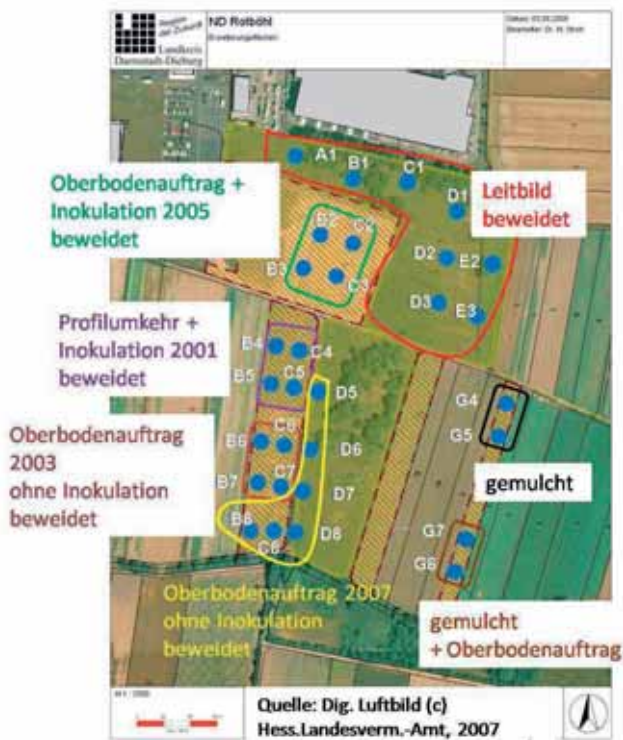 Region
der Zukunft
Landkreis
Darmstadt-Dieburg
ND Rotböhl
A1
B1
C1
D1
Oberbodenauftrag +
Inokulation 2005
beweidet
Leitbild
beweidet
B2
C2
D2
E2
B3
C3
D3
E3
Profilumkehr +
Inokulation 2001
beweidet
B4
C4
B5
C5
D5
G4
G5
Oberbodenauftrag
2003
ohne Inokulation
beweidet
B6
C6
D6
B7
C7
D7
gemulcht
B8
C8
D8
G7
G8
Oberbodenauftrag 2007
ohne Inokulation
beweidet
gemulcht
+ Oberbodenauftrag
Quelle: Dig. Luftbild (c)
Hess.Landesverm.-Amt, 2007